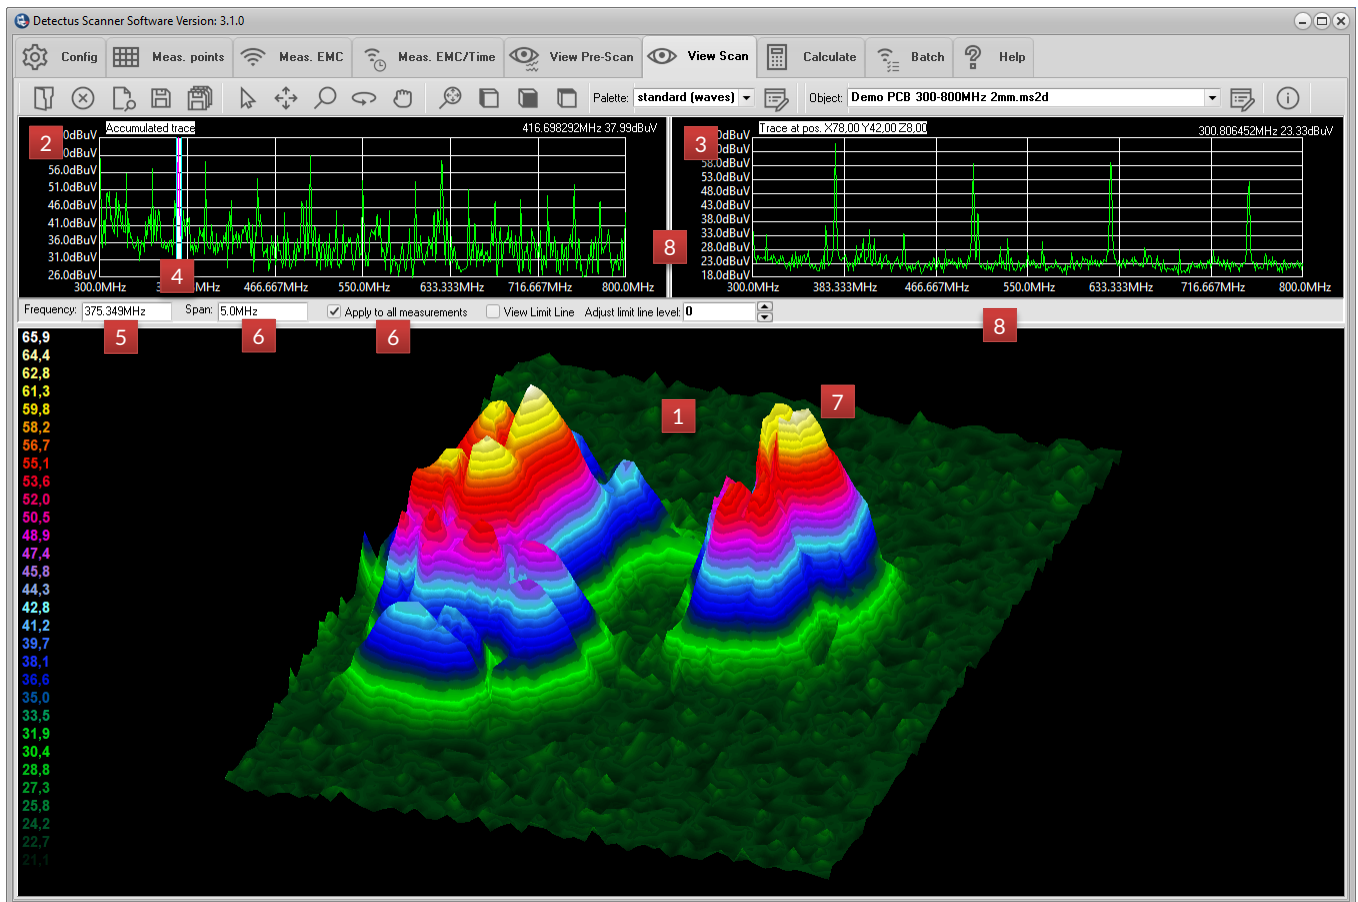 Detectus Scanner Software Version: 3.1.0
Config Meas. points Meas. EMC Meas. EMC/Time View Pre-Scan View Scan Calculate Batch Help
Palette: standard (waves) Object: Demo PCB 300-800MHz 2mm.ms2d
2
Accumulated trace
416.698292MHz 37.99dBuV
0dBuV
0dBuV
56.0dBuV
51.0dBuV
46.0dBuV
41.0dBuV
36.0dBuV
31.0dBuV
26.0dBuV
4
300.0MHz MHz 466.667MHz 550.0MHz 633.333MHz 716.667MHz 800.0MHz
8
3
Trace at pos. X78,00 Y42,00 Z8,00
300.806452MHz 23.33dBuV
0dBuV
58.0dBuV
53.0dBuV
48.0dBuV
43.0dBuV
38.0dBuV
33.0dBuV
28.0dBuV
23.0dBuV
18.0dBuV
300.0MHz 383.333MHz 466.667MHz 550.0MHz 633.333MHz 716.667MHz 800.0MHz
Frequency: 375.349MHz Span: 5.0MHz Apply to all measurements View Limit Line Adjust limit line level: 0
5 6 6 8
65,9
64,4
62,8
61,3
59,8
58,2
56,7
55,1
53,6
52,0
50,5
48,9
47,4
45,8
44,3
42,8
41,2
39,7
38,1
36,6
35,0
33,5
31,9
30,4
28,8
27,3
25,8
24,2
22,7
21,1
1
7